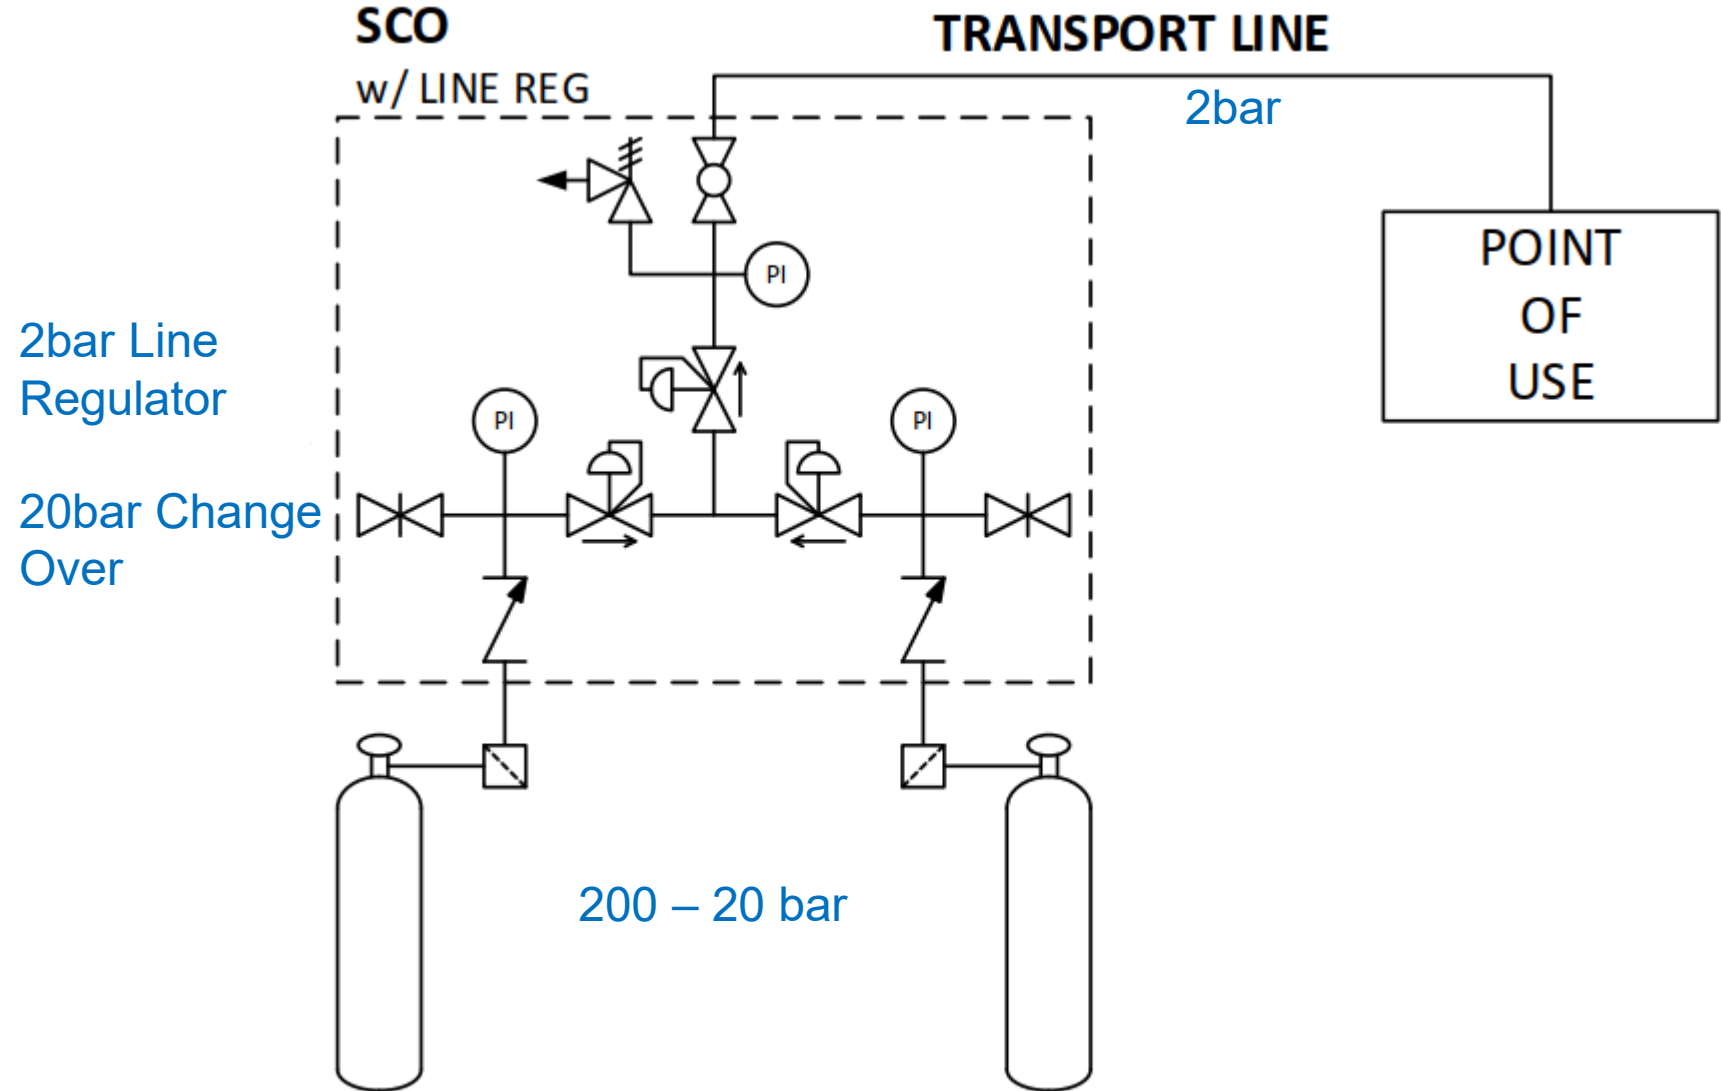 SCO
w/ LINE REG
TRANSPORT LINE
2bar
PI
POINT
OF
USE
2bar Line
Regulator
PI
PI
20bar Change
Over
200 – 20 bar